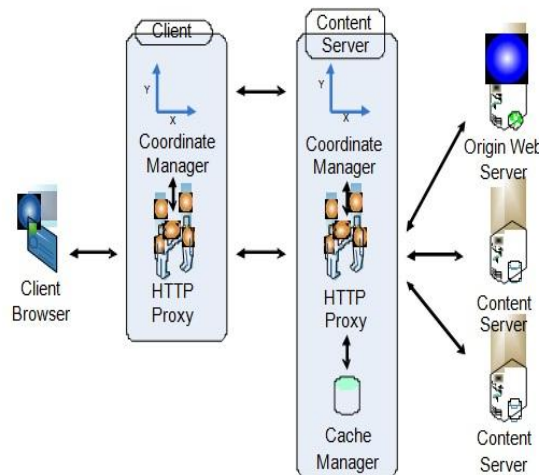 Client
Content
Server
Y
X
Coordinate
Manager
HTTP
Proxy
Y
X
Coordinate
Manager
HTTP
Proxy
Cache
Manager
Client
Browser
Origin Web
Server
Content
Server
Content
Server